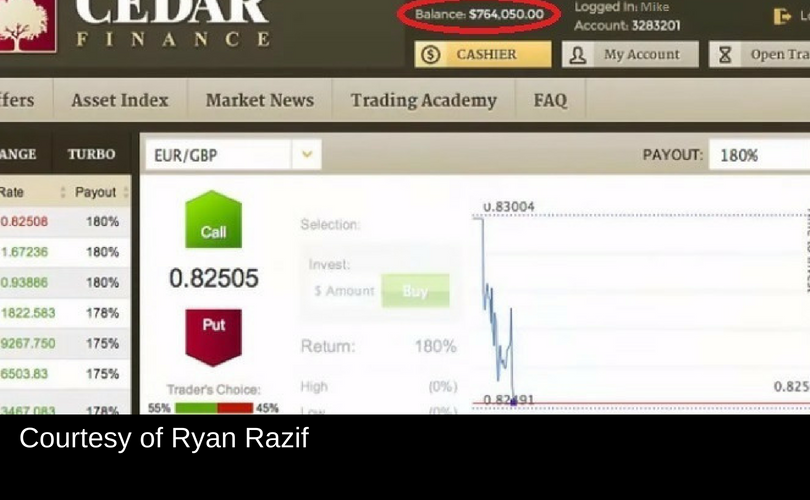 CEDAR
FINANCE
Balance: $764,050.00
Logged In: Mike
Account: 3283201
CASHIER
My Account
Open Tra
ffers
Asset Index
Market News
Trading Academy
FAQ
ANGE
TURBO
Rate
Payout
0.82508 180%
1.67236 180%
0.93886 180%
1822.583 178%
9267.750 175%
6503.83 175%
3467.083 178%
EUR/GBP
PAYOUT: 180%
Call
0.82505
Put
Trader's Choice:
55% 45%
Selection:
Invest:
$ Amount
Buy
Return: 180%
High (0%)
Low (0%)
0.83004
0.825
0.82491
Courtesy of Ryan Razif